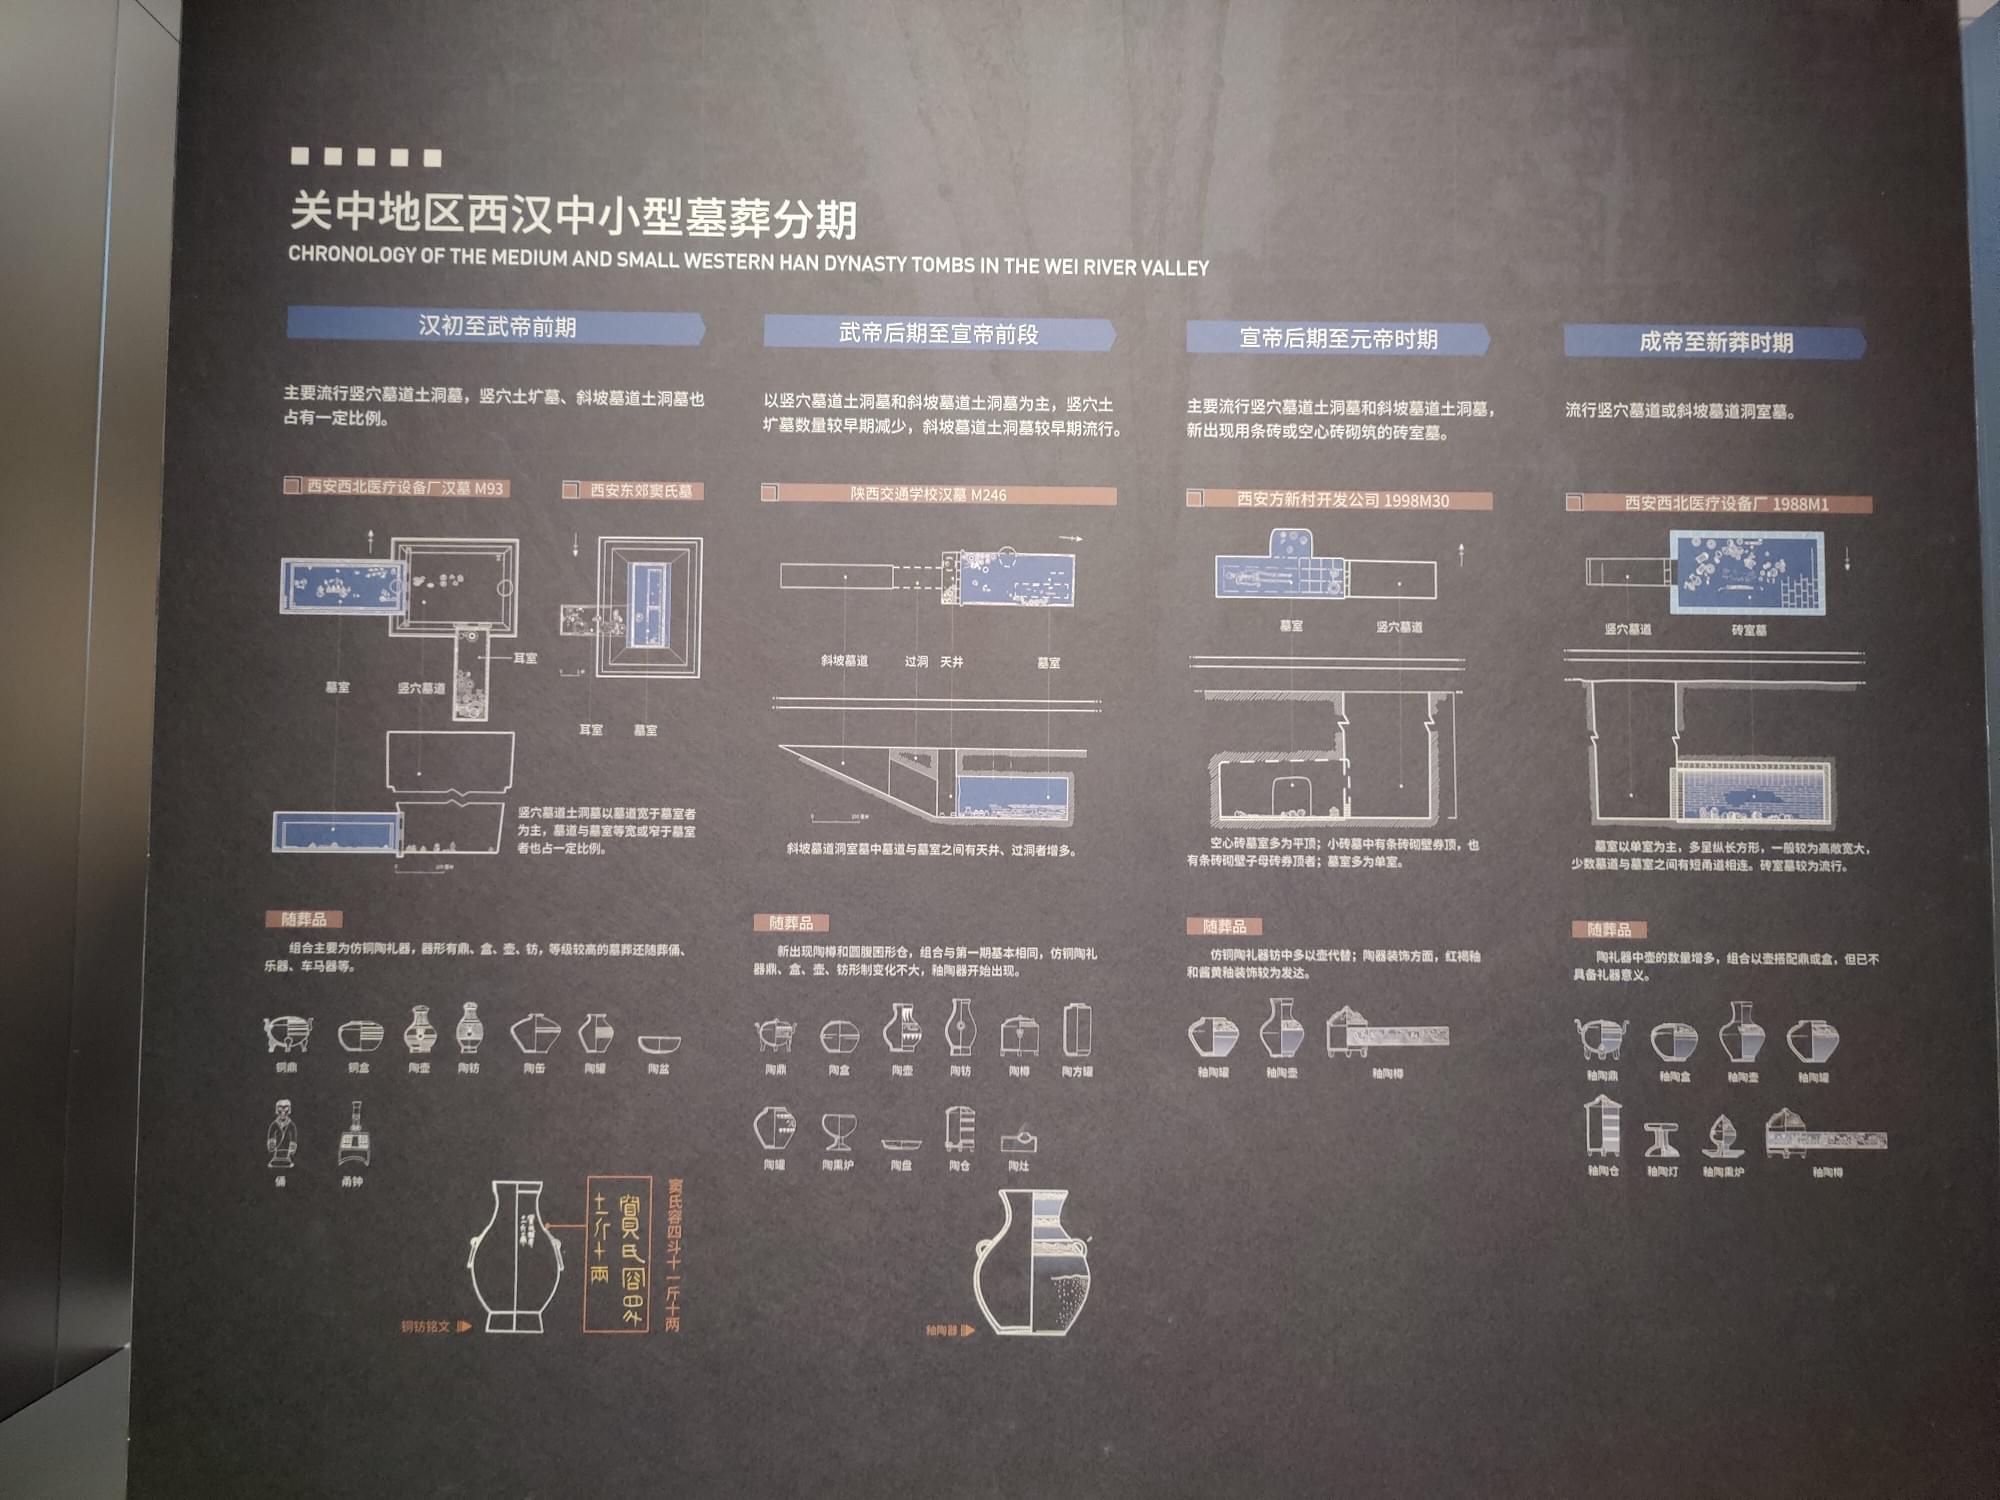 关中地区西汉中小型墓葬分期
CHRONOLOGY OF THE MEDIUM AND SMALL WESTERN HAN DYNASTY TOMBS IN THE WEI RIVER VALLEY
汉初至武帝前期
主要流行竖穴墓道土洞墓，竖穴土圹墓、斜坡墓道土洞墓也
占有一定比例。
西安西北医疗设备厂汉墓 M93
西安东郊窦氏墓
耳室
墓室
竖穴墓道
耳室
墓室
竖穴墓道土洞墓以墓道宽于墓室者
为主，墓道与墓室等宽或窄于墓室
者也占一定比例。
随葬品
组合主要为仿铜陶礼器，器形有鼎、盒、壶、钫，等级较高的墓葬还随葬俑、
乐器、车马器等。
铜鼎
铜盒
陶壶
陶钫
陶缶
陶罐
陶盆
俑
甬钟
铜钫铭文
窦氏容四斗十一斤十两
武帝后期至宣帝前段
以竖穴墓道土洞墓和斜坡墓道土洞墓为主，竖穴土
圹墓数量较早期减少，斜坡墓道土洞墓较早期流行。
陕西交通学校汉墓 M246
斜坡墓道
过洞
天井
墓室
斜坡墓道洞室墓中墓道与墓室之间有天井、过洞者增多。
随葬品
新出现陶樽和圆腹囷形仓，组合与第一期基本相同，仿铜陶礼
器鼎、盒、壶、钫形制变化不大，釉陶器开始出现。
陶鼎
陶盒
陶壶
陶钫
陶樽
陶方罐
陶罐
陶熏炉
陶盘
陶仓
陶灶
釉陶器
宣帝后期至元帝时期
主要流行竖穴墓道土洞墓和斜坡墓道土洞墓，
新出现用条砖或空心砖砌筑的砖室墓。
西安方新村开发公司 1998M30
墓室
竖穴墓道
空心砖墓室多为平顶；小砖墓中有条砖砌壁券顶，也
有条砖砌壁子母砖券顶者；墓室多为单室。
随葬品
仿铜陶礼器钫中多以壶代替；陶器装饰方面，红褐釉
和酱黄釉装饰较为发达。
釉陶罐
釉陶壶
釉陶樽
成帝至新莽时期
流行竖穴墓道或斜坡墓道洞室墓。
西安西北医疗设备厂 1988M1
竖穴墓道
砖室墓
墓室以单室为主，多呈纵长方形，一般较为高敞宽大，
少数墓道与墓室之间有短甬道相连。砖室墓较为流行。
随葬品
陶礼器中壶的数量增多，组合以壶搭配鼎或盒，但已不
具备礼器意义。
釉陶鼎
釉陶盒
釉陶壶
釉陶罐
釉陶仓
釉陶灯
釉陶熏炉
釉陶樽